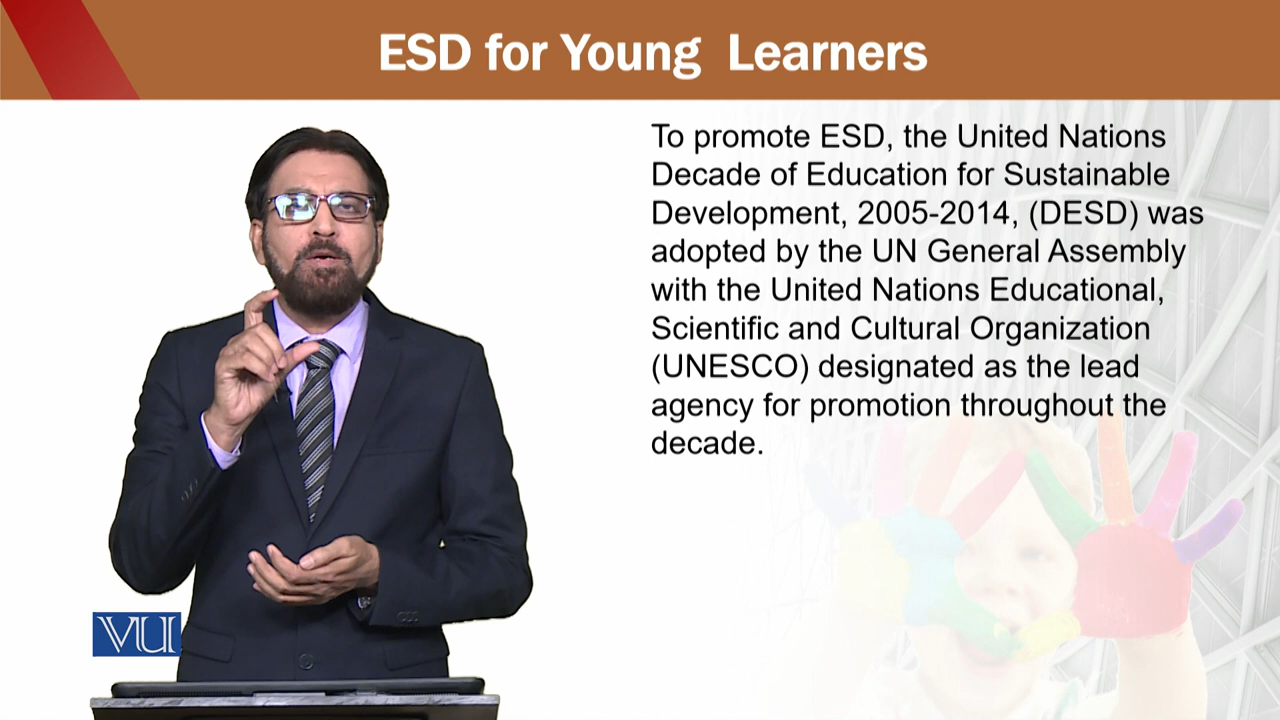 ESD for Young Learners
To promote ESD, the United Nations
Decade of Education for Sustainable
Development, 2005-2014, (DESD) was
adopted by the UN General Assembly
with the United Nations Educational,
Scientific and Cultural Organization
(UNESCO) designated as the lead
agency for promotion throughout the
decade.
VU